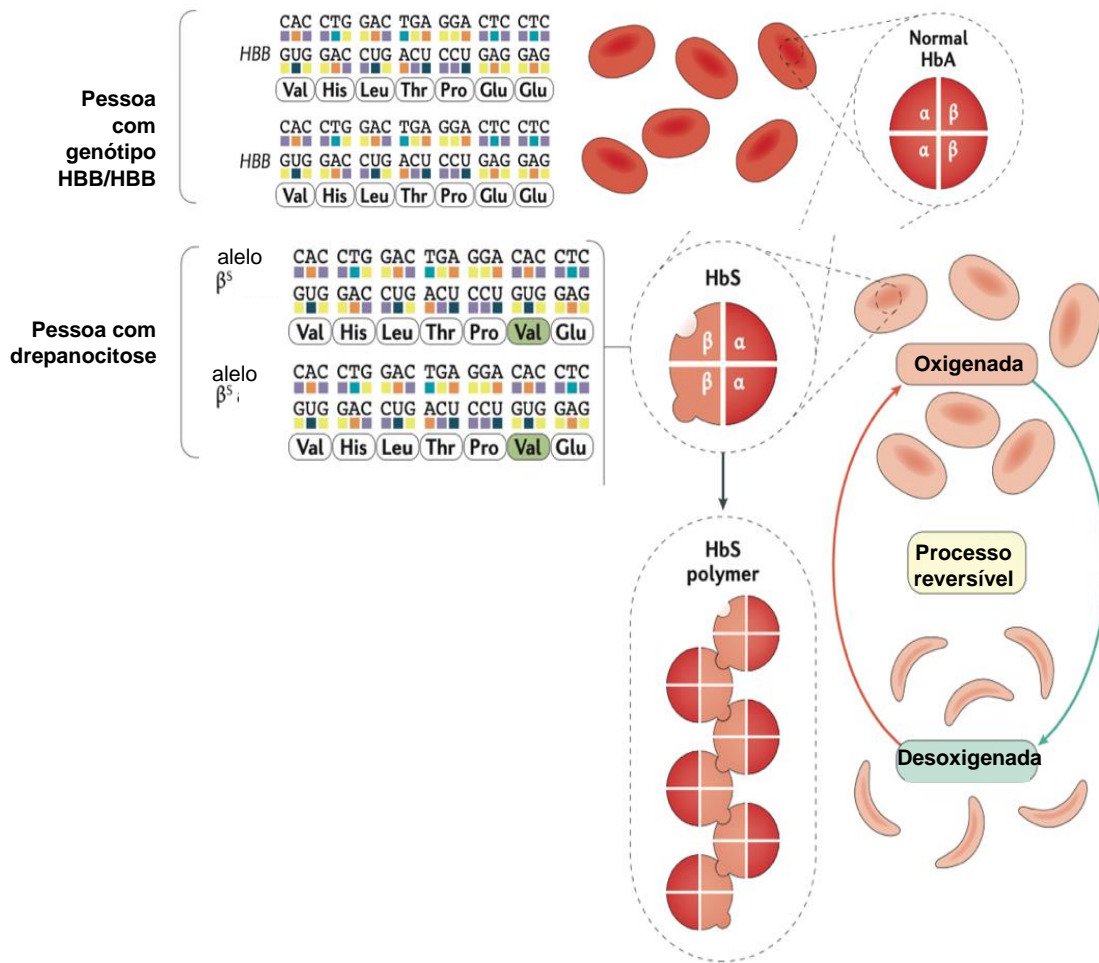 CAC CTG GAC TGA GGA CTC CTC
HBB
GUG GAC CUG ACU CCU GAG GAG
Val His Leu Thr Pro Glu Glu
CAC CTG GAC TGA GGA CTC CTC
HBB
GUG GAC CUG ACU CCU GAG GAG
Val His Leu Thr Pro Glu Glu
Pessoa
com
genótipo
HBB/HBB
Normal
HbA
α β
α β
Pessoa com
drepanocitose
alelo
βS
CAC CTG GAC TGA GGA CAC CTC
GUG GAC CUG ACU CCU GUG GAG
Val His Leu Thr Pro Val Glu
alelo
βS
CAC CTG GAC TGA GGA CAC CTC
GUG GAC CUG ACU CCU GUG GAG
Val His Leu Thr Pro Val Glu
HbS
β α
β α
HbS
polymer
Oxigenada
Processo
reversível
Desoxigenada